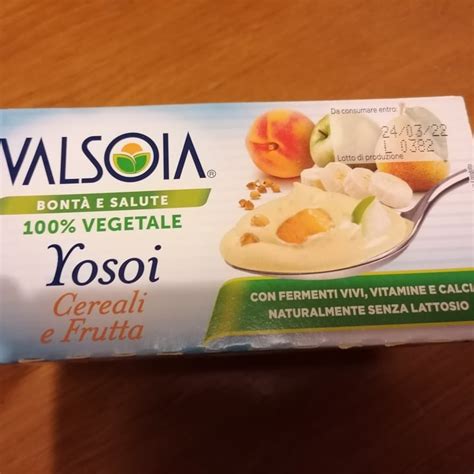 VALSOIA®
BONTÀ E SALUTE
100% VEGETALE
Yosoi
Cereali
e Frutta
Da consumare entro:
24/03/22
L 0382
Lotto di produzione
CON FERMENTI VIVI, VITAMINE E CALCI
NATURALMENTE SENZA LATTOSIO